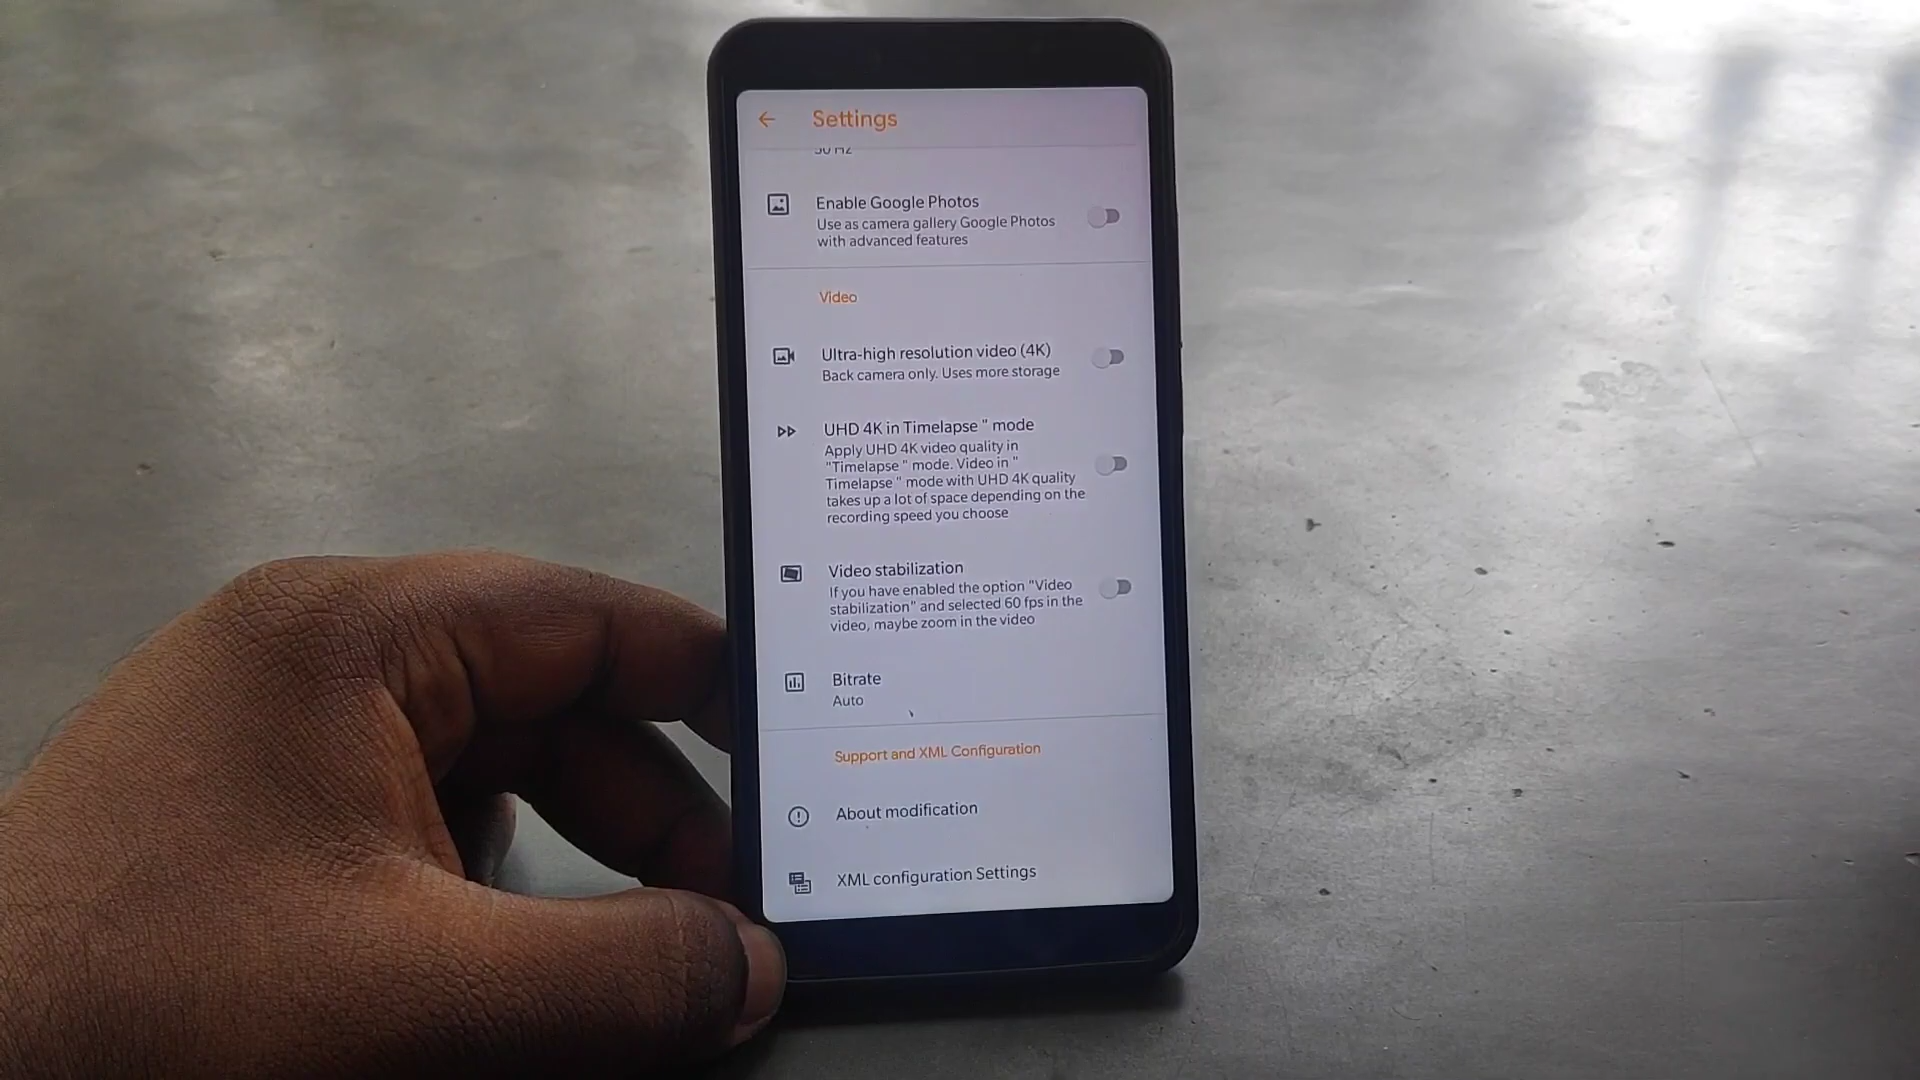 Settings
50 Hz
Enable Google Photos
Use as camera gallery Google Photos
with advanced features
Video
Ultra-high resolution video (4K)
Back camera only. Uses more storage
UHD 4K in Timelapse " mode
Apply UHD 4K video quality in
"Timelapse " mode. Video in "
Timelapse " mode with UHD 4K quality
takes up a lot of space depending on the
recording speed you choose
Video stabilization
If you have enabled the option "Video
stabilization" and selected 60 fps in the
video, maybe zoom in the video
Bitrate
Auto
Support and XML Configuration
About modification
XML configuration Settings